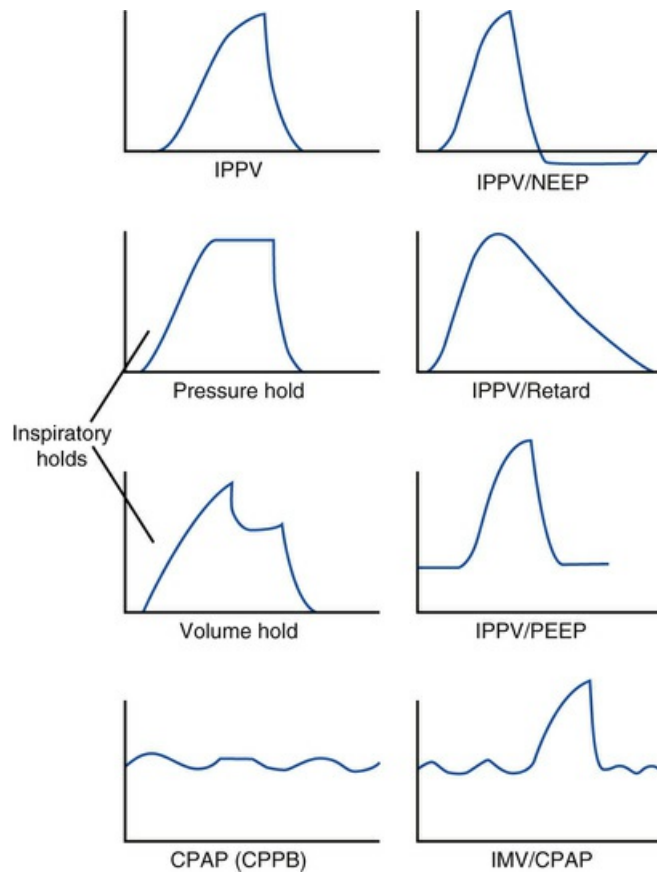 IPPV
IPPV/NEEP
Pressure hold
IPPV/Retard
Inspiratory
holds
Volume hold
IPPV/PEEP
CPAP (CPPB)
IMV/CPAP